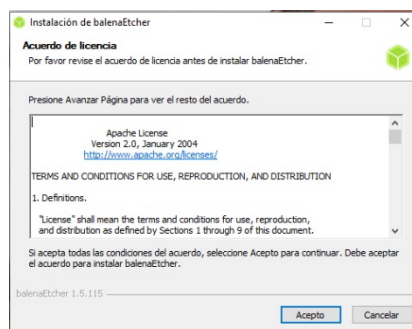 Instalación de balenaEtcher
Acuerdo de licencia
Por favor revise el acuerdo de licencia antes de instalar balenaEtcher.
Presione Avanzar Página para ver el resto del acuerdo.
Apache License
Version 2.0, January 2004
http://www.apache.org/licenses/
TERMS AND CONDITIONS FOR USE, REPRODUCTION, AND DISTRIBUTION
1. Definitions.
"License" shall mean the terms and conditions for use, reproduction,
and distribution as defined by Sections 1 through 9 of this document.
Si acepta todas las condiciones del acuerdo, seleccione Acepto para continuar. Debe aceptar
el acuerdo para instalar balenaEtcher.
balenaEtcher 1.5.115
Acepto
Cancelar